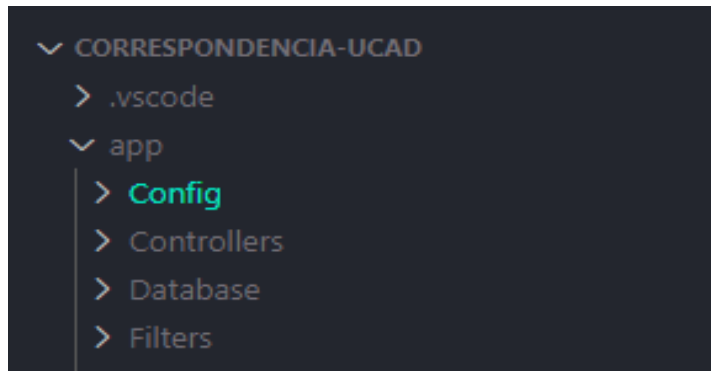 CORRESPONDENCIA-UCAD
.vscode
app
Config
Controllers
Database
Filters